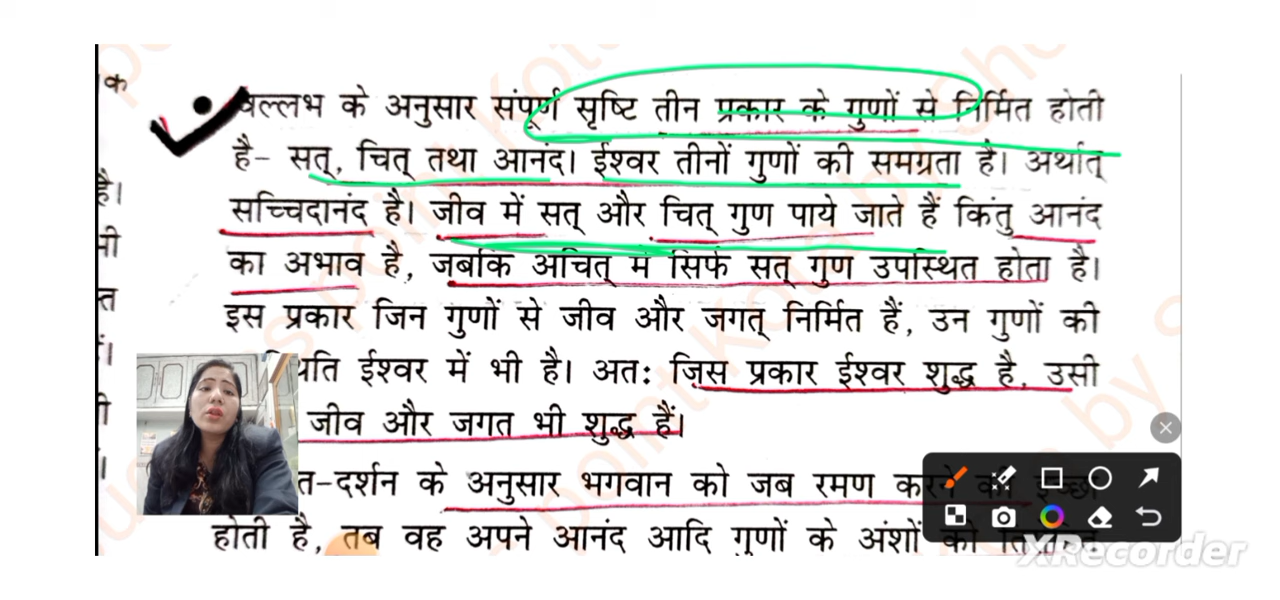 क
वल्लभ के अनुसार संपूर्ण सृष्टि तीन प्रकार के गुणों से निर्मित होती
है- सत्, चित् तथा आनंद। ईश्वर तीनों गुणों की समग्रता है। अर्थात्
है।
सच्चिदानंद है। जीव में सत् और चित् गुण पाये जाते हैं किंतु आनंद
का अभाव है, जबकि अचित् में सिर्फ सत् गुण उपस्थित होता है।
इस प्रकार जिन गुणों से जीव और जगत् निर्मित हैं, उन गुणों की
ईश्वर में भी है। अतः जिस प्रकार ईश्वर शुद्ध है, उसी
जीव और जगत भी शुद्ध हैं।
त-दर्शन के अनुसार भगवान को जब रमण करने की इच्छा
होती है, तब वह अपने आनंद आदि गुणों के अंशों को
XRecorder